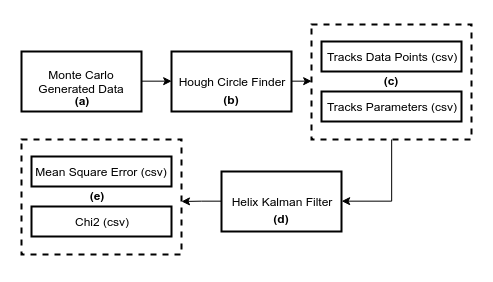 Monte Carlo
Generated Data
(a)
Hough Circle Finder
(b)
Tracks Data Points (csv)
(c)
Tracks Parameters (csv)
Mean Square Error (csv)
(e)
Chi2 (csv)
Helix Kalman Filter
(d)